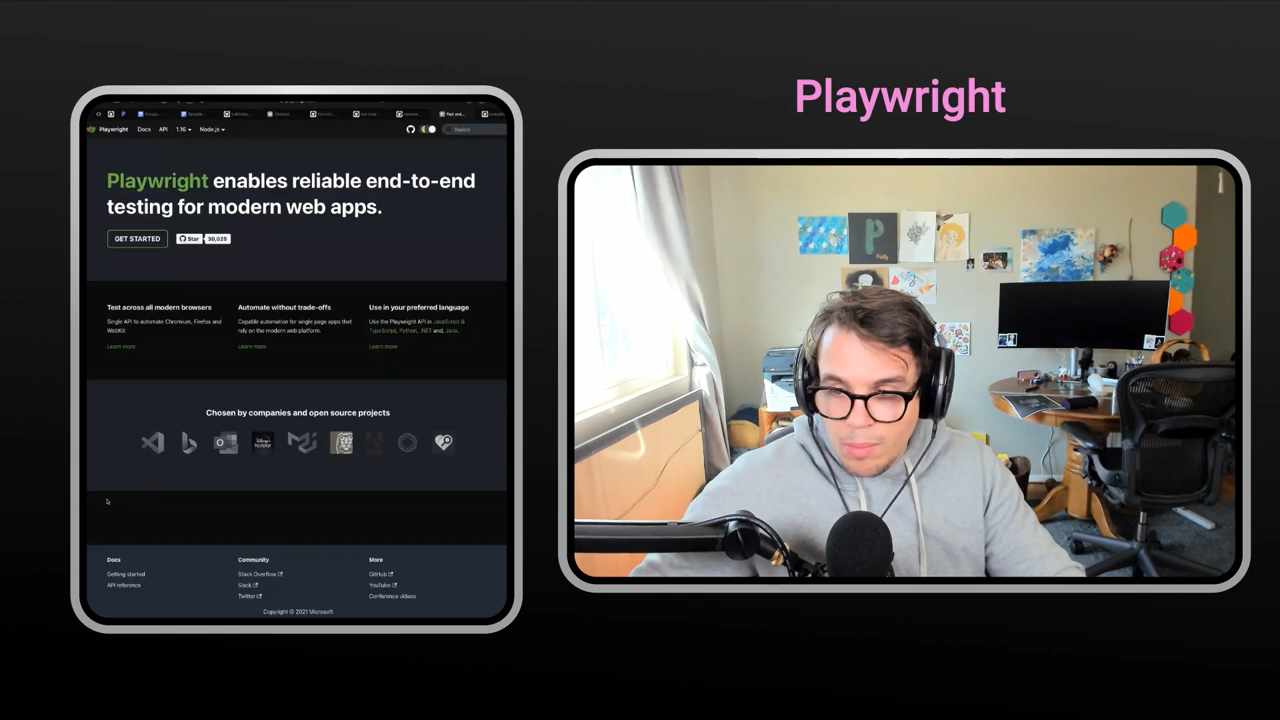 Playwright
Playwright Docs API 1.16 Node.js Search
Playwright enables reliable end-to-end
testing for modern web apps.
GET STARTED Star 30,025
Test across all modern browsers
Single API to automate Chromium, Firefox and
WebKit.
Learn more
Automate without trade-offs
Capable automation for single page apps that
rely on the modern web platform.
Learn more
Use in your preferred language
Use the Playwright API in JavaScript &
TypeScript, Python, .NET and, Java.
Learn more
Chosen by companies and open source projects
Docs
Getting started
API reference
Community
Stack Overflow
Slack
Twitter
More
GitHub
YouTube
Conference videos
Copyright © 2021 Microsoft